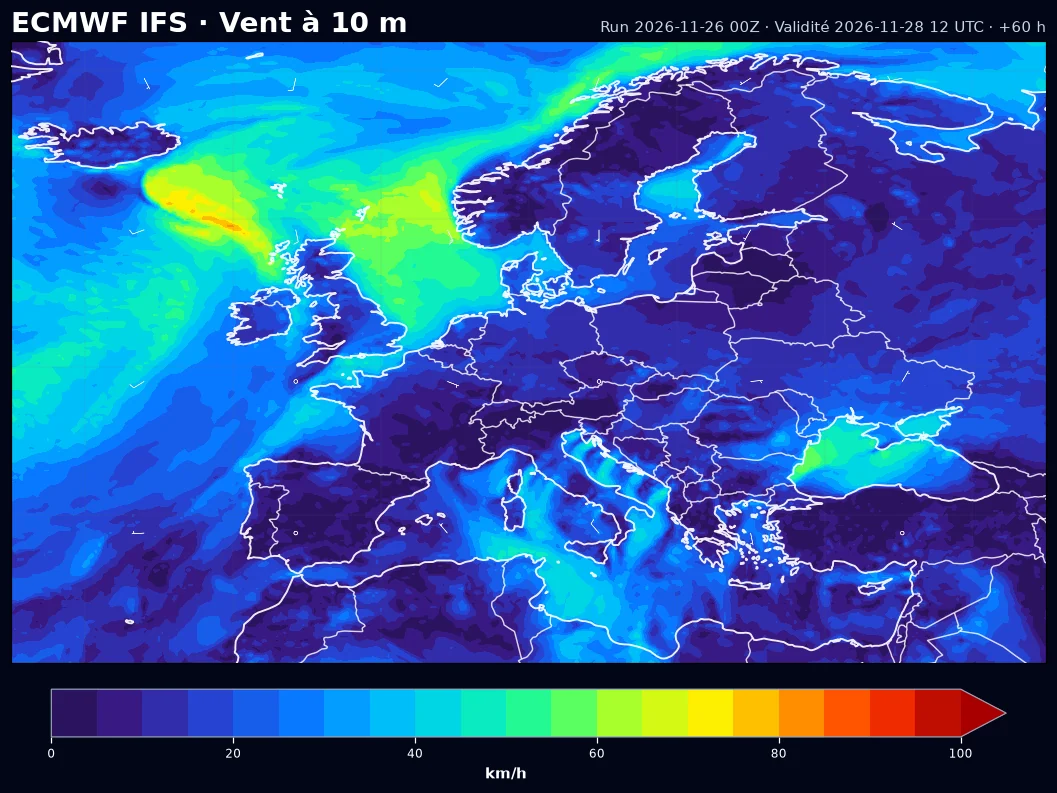 ECMWF IFS · Vent à 10 m
Run 2026-11-26 00Z · Validité 2026-11-28 12 UTC · +60 h
0 20 40 60 80 100
km/h